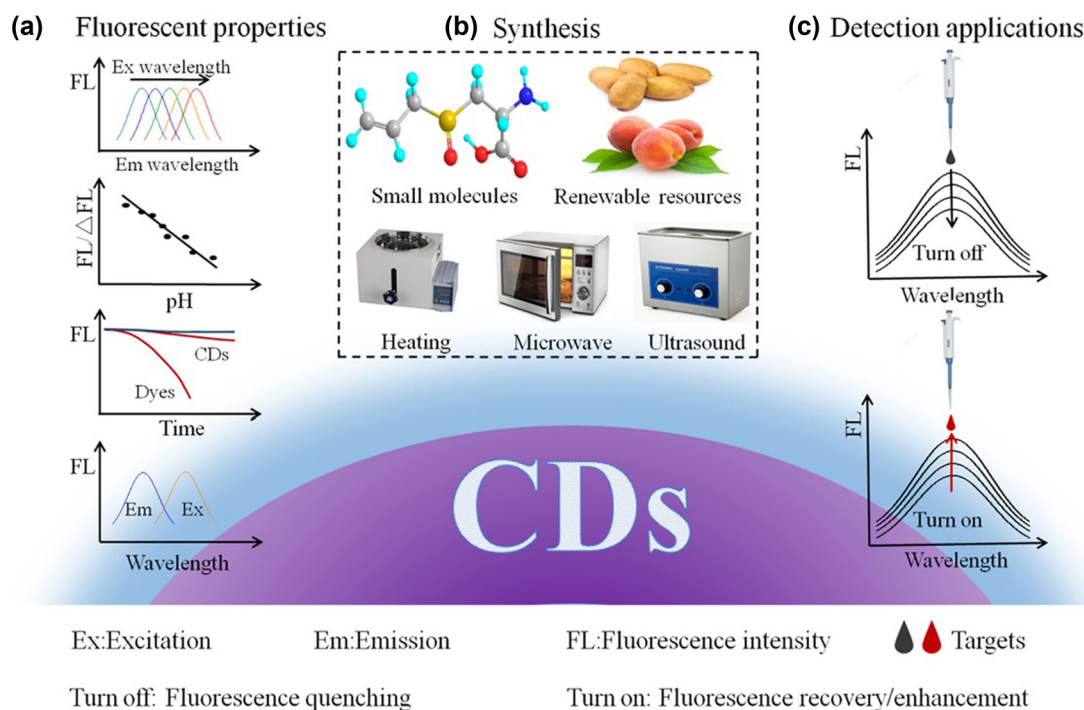 (a) Fluorescent properties
FL
Ex wavelength
Em wavelength
FL/△FL
pH
FL
CDs
Dyes
Time
FL
Em
Ex
Wavelength
(b) Synthesis
Small molecules
Renewable resources
Heating
Microwave
Ultrasound
(c) Detection applications
FL
Turn off
Wavelength
FL
Turn on
Wavelength
CDs
Ex:Excitation
Em:Emission
FL:Fluorescence intensity
Targets
Turn off: Fluorescence quenching
Turn on: Fluorescence recovery/enhancement